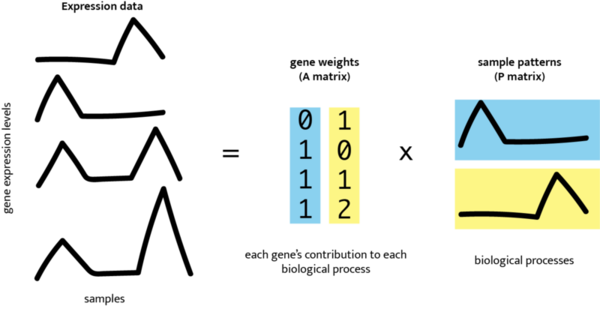 Expression data
gene expression levels
samples
=
gene weights
(A matrix)
0 1
1 0
1 1
1 2
each gene's contribution to each
biological process
x
sample patterns
(P matrix)
biological processes